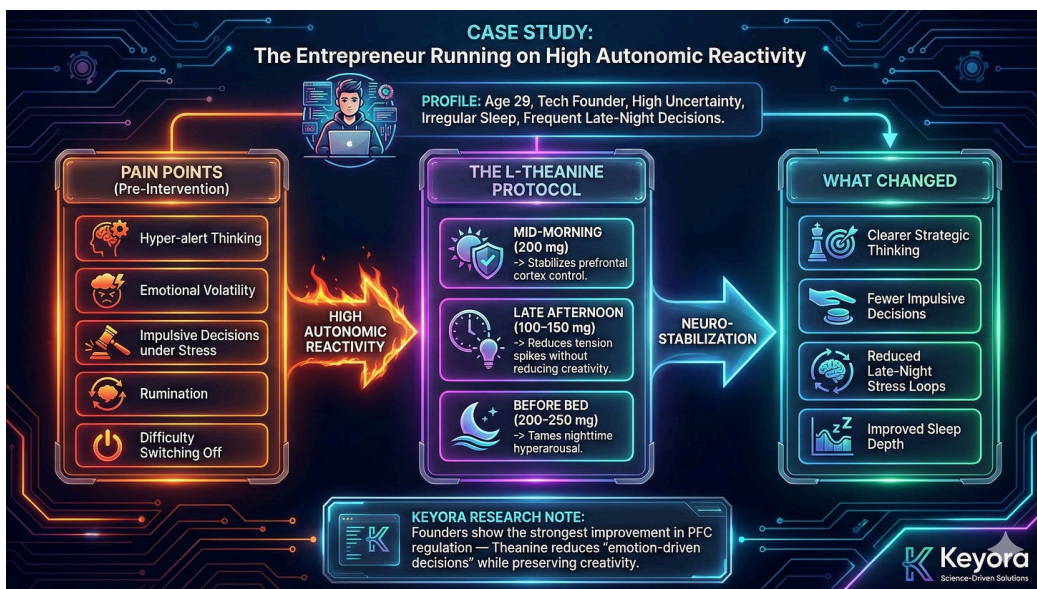 CASE STUDY:
The Entrepreneur Running on High Autonomic Reactivity
PROFILE: Age 29, Tech Founder, High Uncertainty,
Irregular Sleep, Frequent Late-Night Decisions.
PAIN POINTS
(Pre-Intervention)
Hyper-alert Thinking
Emotional Volatility
Impulsive Decisions
under Stress
Rumination
Difficulty
Switching Off
HIGH
AUTONOMIC
REACTIVITY
THE L-THEANINE
PROTOCOL
MID-MORNING
(200 mg)
-> Stabilizes prefrontal
cortex control.
LATE AFTERNOON
(100–150 mg)
-> Reduces tension
spikes without
reducing creativity.
BEFORE BED
(200–250 mg)
-> Tames nighttime
hyperarousal.
NEURO-
STABILIZATION
WHAT CHANGED
Clearer Strategic
Thinking
Fewer Impulsive
Decisions
Reduced
Late-Night
Stress Loops
zZ
Improved Sleep
Depth
KEYORA RESEARCH NOTE:
Founders show the strongest improvement in PFC
regulation — Theanine reduces “emotion-driven
decisions” while preserving creativity.
Keyora
Science-Driven Solutions